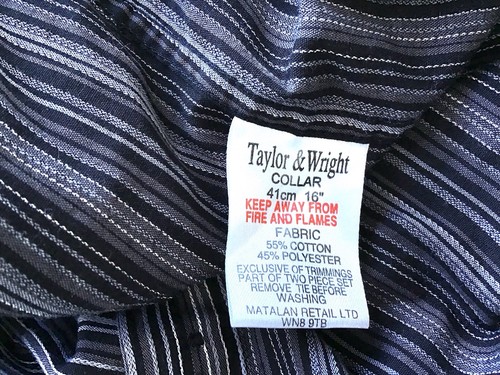 Taylor & Wright
COLLAR
41cm 16"
KEEP AWAY FROM
FIRE AND FLAMES
FABRIC
55% COTTON
45% POLYESTER
EXCLUSIVE OF TRIMMINGS
PART OF TWO PIECE SET
REMOVE TIE BEFORE
WASHING
MATALAN RETAIL LTD
WN8 9TB